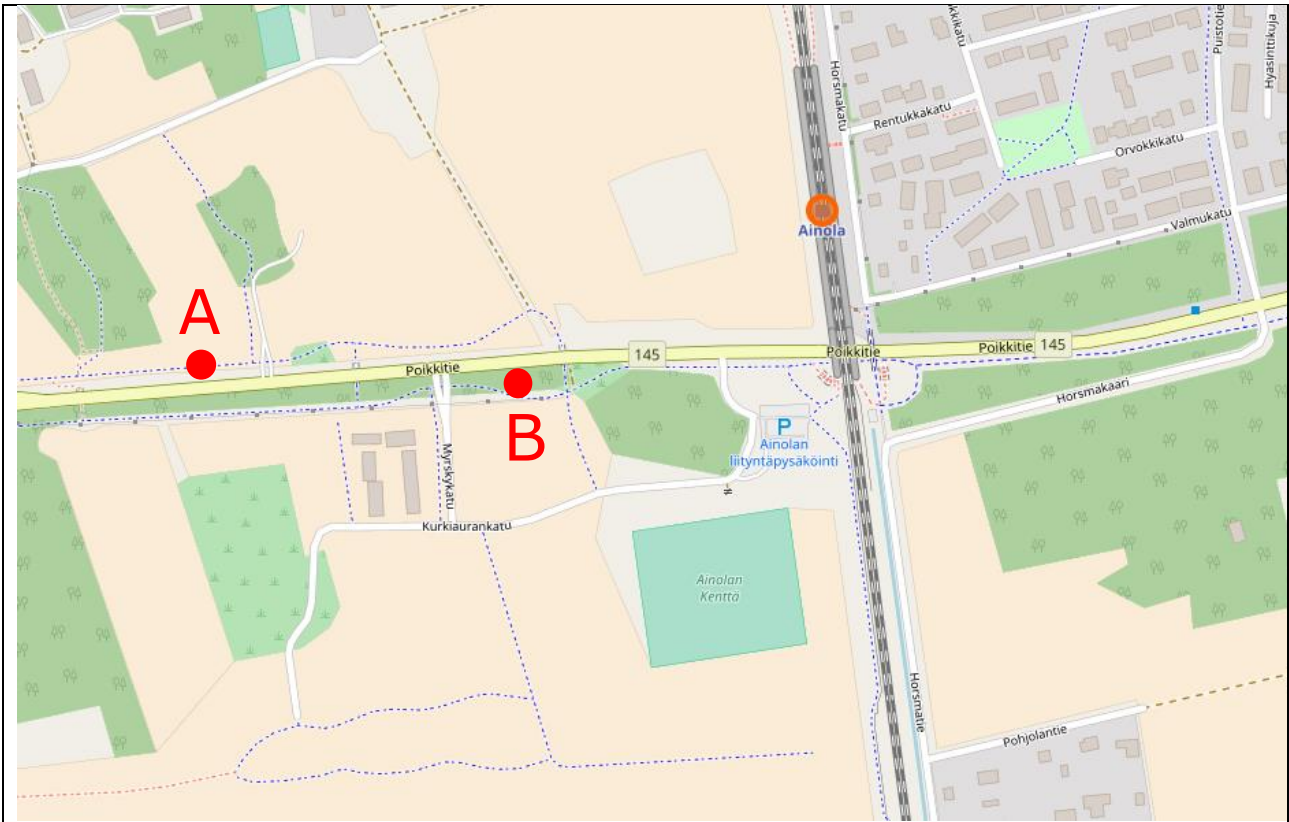 Puistotie
Hyasinttikuja
Horsmakatu
Rentukkakatu
Orvokkikatu
Valmukatu
Ainola
A
145
Poikkitie
Poikkitie
Poikkitie
145
B
P
Ainolan
liityntäpysäköinti
Horsmakaari
Myrskykatu
Kurkiaurankatu
Ainolan
Kenttä
Horsmatie
Pohjolantie